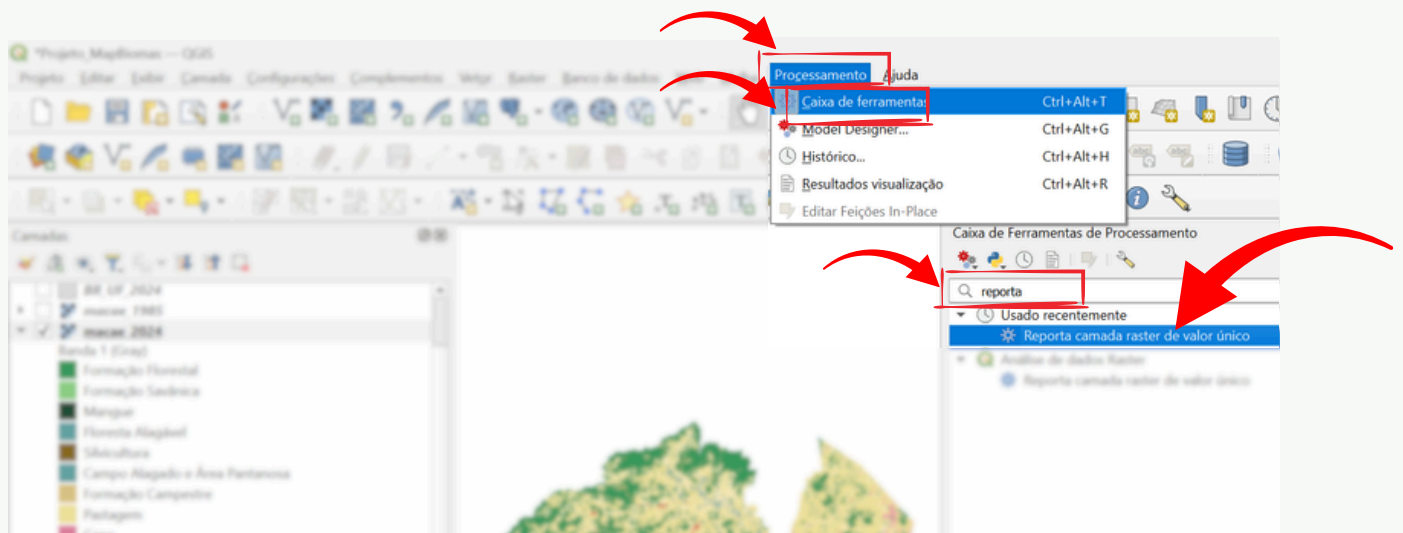 *Projeto_MapBiomas — QGIS
Projeto Editar Exibir Camada Configurações Complementos Vetor Raster Banco de dados
Processamento Ajuda
Caixa de ferramentas Ctrl+Alt+T
Model Designer... Ctrl+Alt+G
Histórico... Ctrl+Alt+H
Resultados visualização Ctrl+Alt+R
Editar Feições In-Place
Camadas
BR_UF_2024
macae_1985
macae_2024
Banda 1 (Gray)
Formação Florestal
Formação Savânica
Mangue
Floresta Alagável
Silvicultura
Campo Alagado e Área Pantanosa
Formação Campestre
Pastagem
Caixa de Ferramentas de Processamento
reporta
Usado recentemente
Reporta camada raster de valor único
Análise de dados Raster
Reporta camada raster de valor único